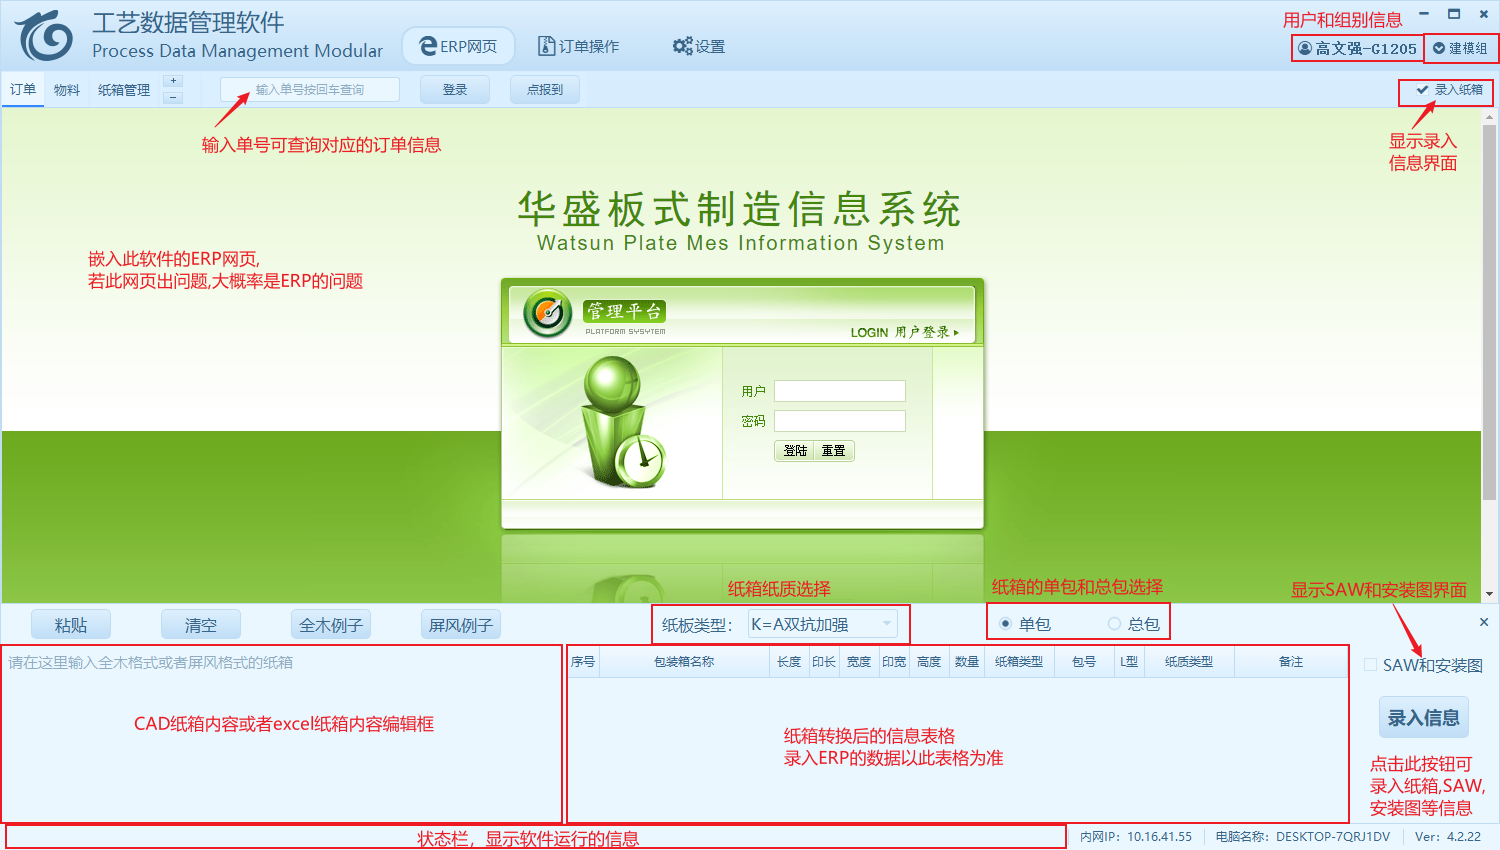 工艺数据管理软件
Process Data Management Modular
ERP网页
订单操作
设置
用户和组别信息
高文强-G1205
建模组
订单
物料
纸箱管理
+
−
输入单号按回车查询
登录
点报到
录入纸箱
输入单号可查询对应的订单信息
显示录入
信息界面
华盛板式制造信息系统
Watsun Plate Mes Information System
嵌入此软件的ERP网页,
若此网页出问题,大概率是ERP的问题
管理平台
PLATFORM SYSYTEM
LOGIN 用户登录
用户
密码
登陆
重置
纸箱纸质选择
纸箱的单包和总包选择
显示SAW和安装图界面
粘贴
清空
全木例子
屏风例子
纸板类型：
K=A双抗加强
单包
总包
请在这里输入全木格式或者屏风格式的纸箱
序号 包装箱名称 长度 印长 宽度 印宽 高度 数量 纸箱类型 包号 L型 纸质类型 备注
SAW和安装图
CAD纸箱内容或者excel纸箱内容编辑框
纸箱转换后的信息表格
录入ERP的数据以此表格为准
录入信息
点击此按钮可
录入纸箱,SAW,
安装图等信息
状态栏，显示软件运行的信息
内网IP：10.16.41.55
电脑名称：DESKTOP-7QRJ1DV
Ver：4.2.22